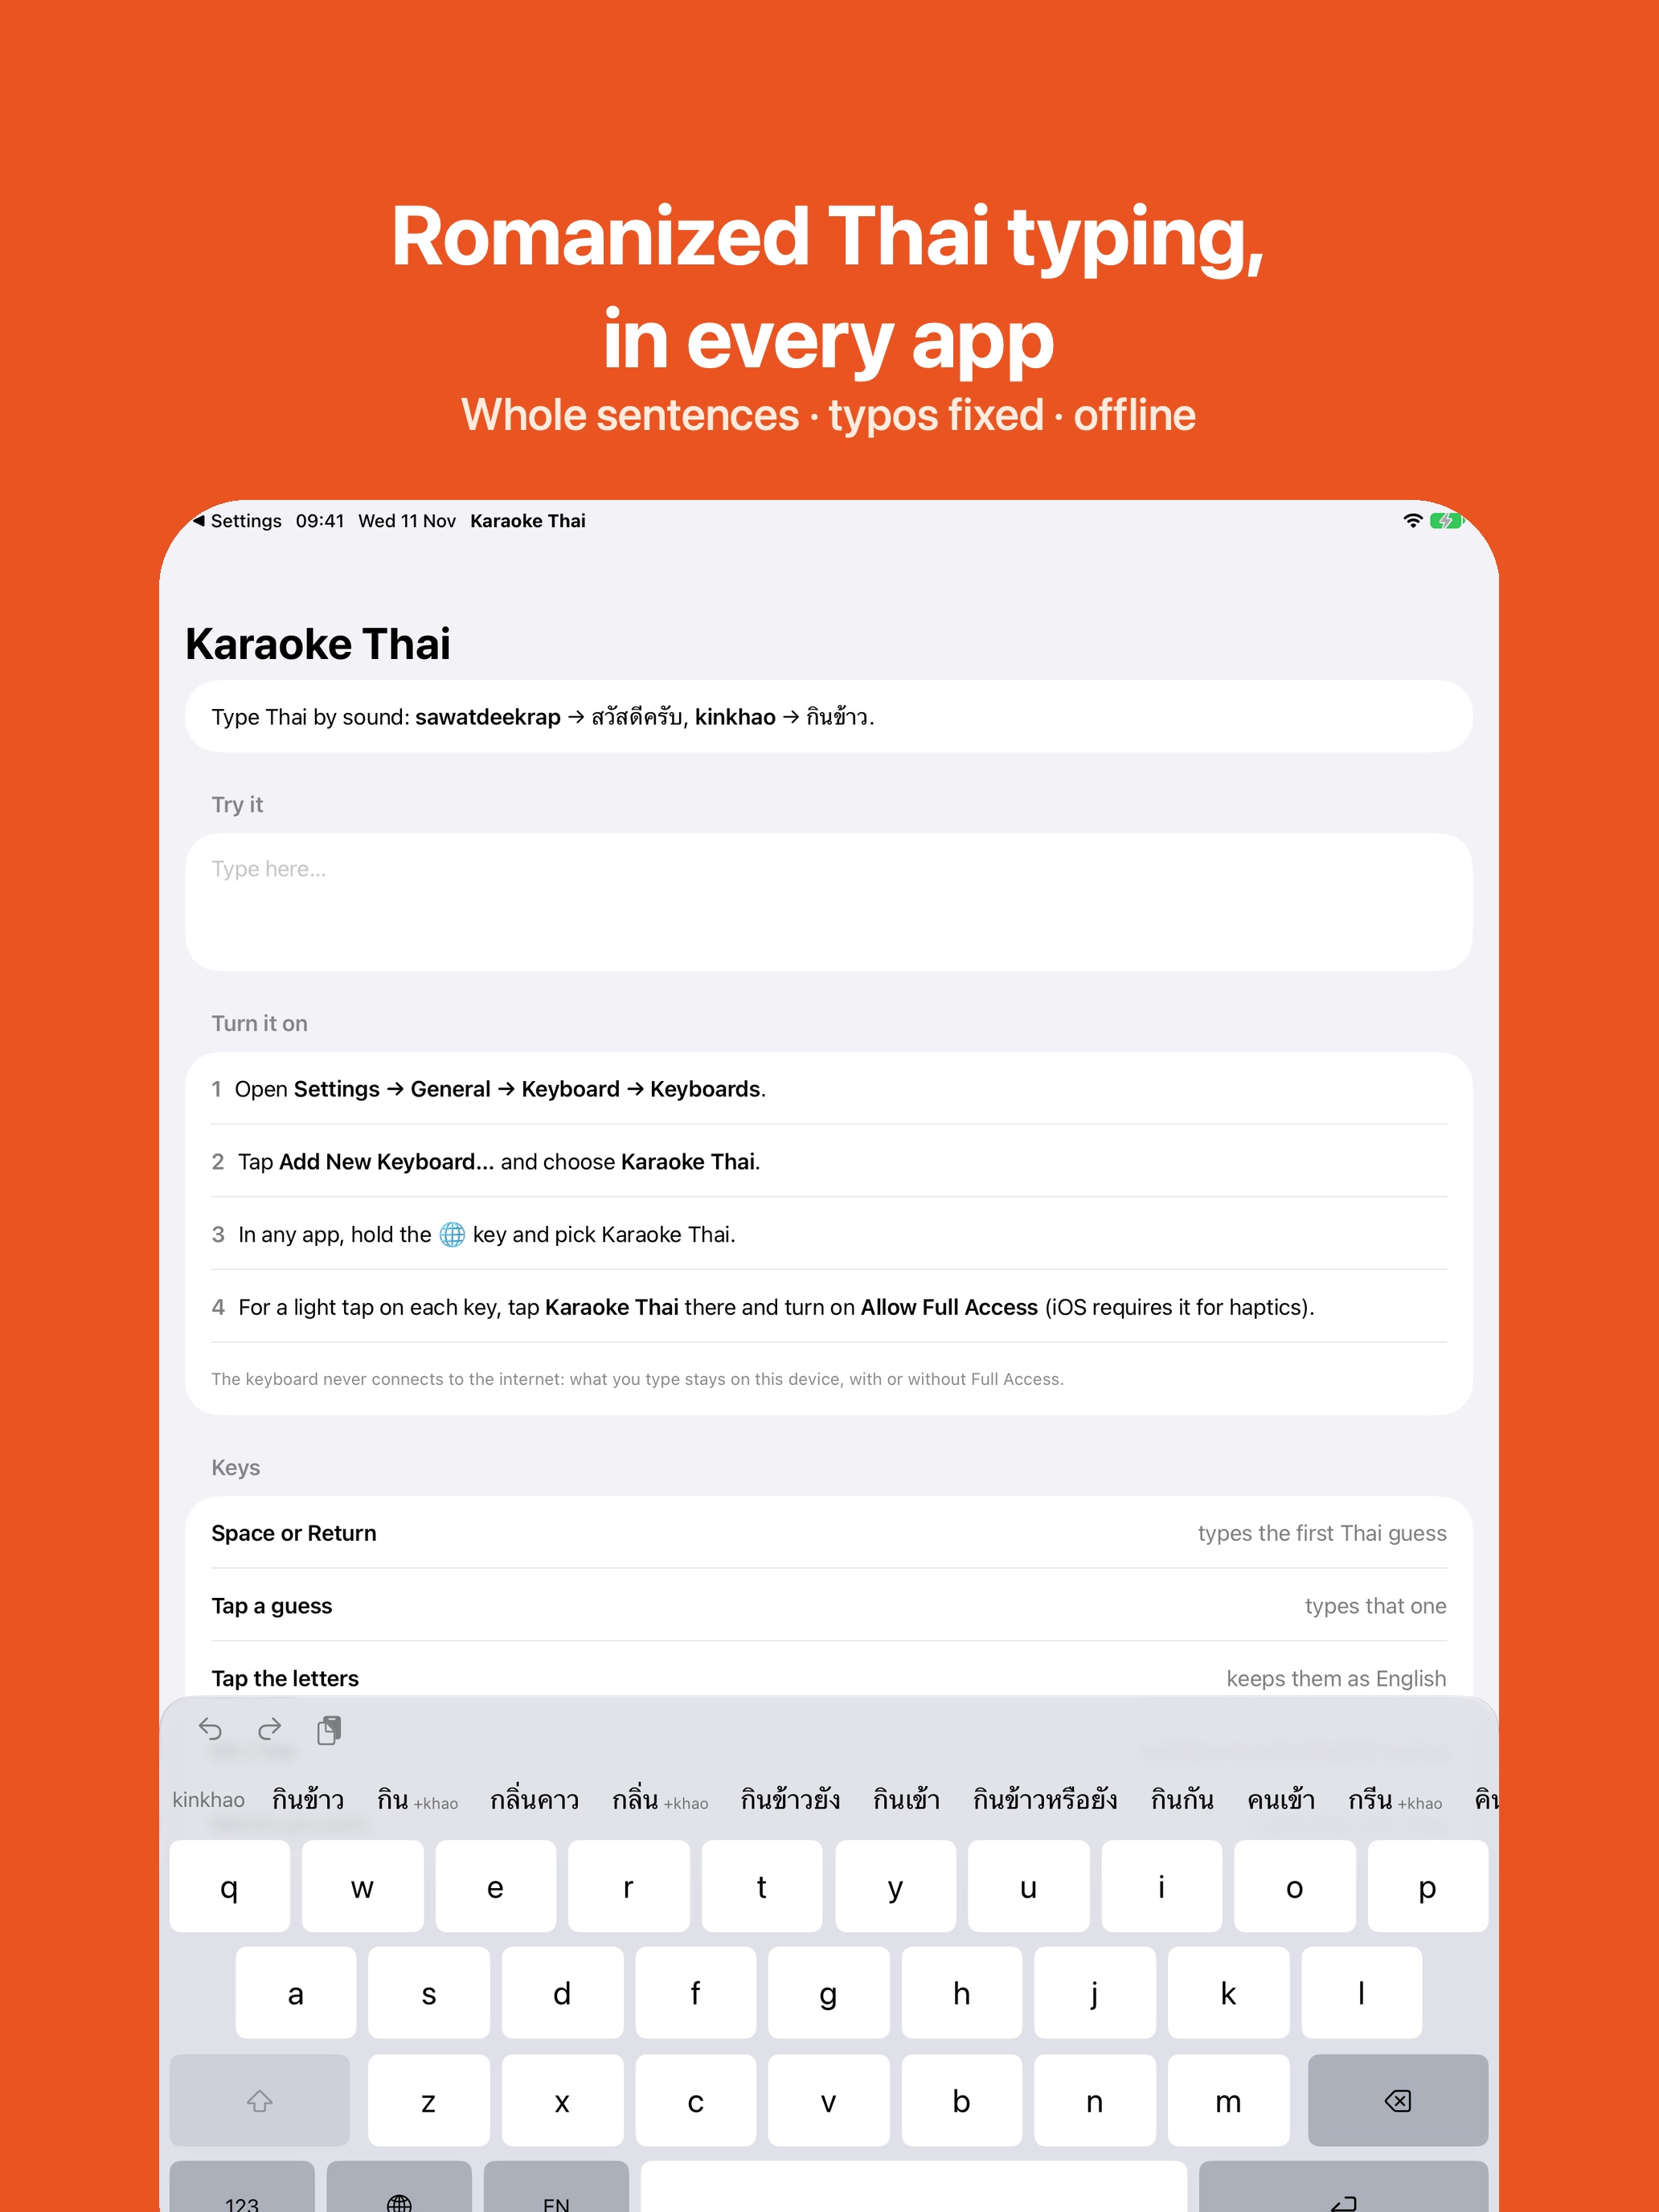 Romanized Thai typing,
in every app
Whole sentences · typos fixed · offline
◀ Settings 09:41 Wed 11 Nov Karaoke Thai
Karaoke Thai
Type Thai by sound: sawatdeekrap → สวัสดีครับ, kinkhao → กินข้าว.
Try it
Type here...
Turn it on
1 Open Settings → General → Keyboard → Keyboards.
2 Tap Add New Keyboard... and choose Karaoke Thai.
3 In any app, hold the 🌐 key and pick Karaoke Thai.
4 For a light tap on each key, tap Karaoke Thai there and turn on Allow Full Access (iOS requires it for haptics).
The keyboard never connects to the internet: what you type stays on this device, with or without Full Access.
Keys
Space or Return types the first Thai guess
Tap a guess types that one
Tap the letters keeps them as English
kinkhao กินข้าว กิน +khao กลิ่นคาว กลิ่น +khao กินข้าวยัง กินเข้า กินข้าวหรือยัง กินกัน คนเข้า กรีน +khao
q w e r t y u i o p
a s d f g h j k l
z x c v b n m
123 EN